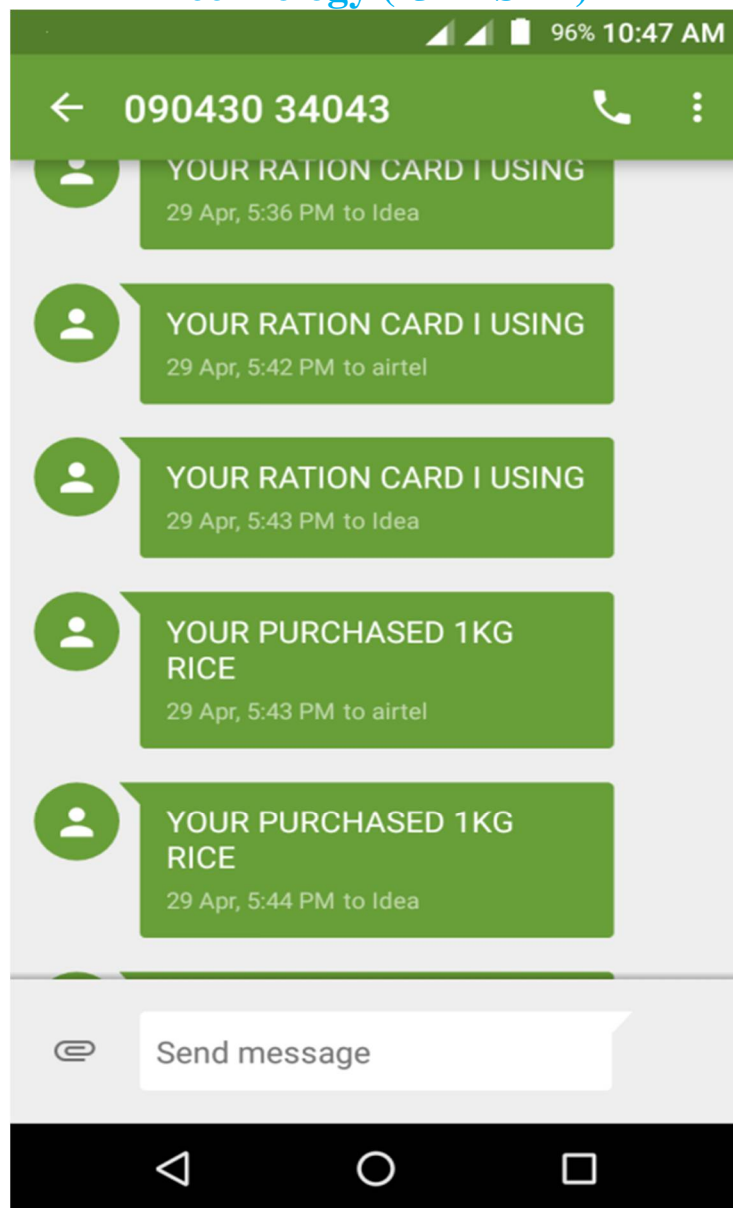 96% 10:47 AM
090430 34043
YOUR RATION CARD I USING
29 Apr, 5:36 PM to Idea
YOUR RATION CARD I USING
29 Apr, 5:42 PM to airtel
YOUR RATION CARD I USING
29 Apr, 5:43 PM to Idea
YOUR PURCHASED 1KG
RICE
29 Apr, 5:43 PM to airtel
YOUR PURCHASED 1KG
RICE
29 Apr, 5:44 PM to Idea
Send message